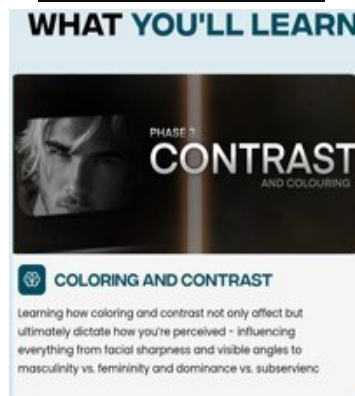 WHAT YOU'LL LEARN
PHASE
CONTRAST
AND COLOURING
COLORING AND CONTRAST
Learning how coloring and contrast not only affect but
ultimately dictate how you're perceived - influencing
everything from facial sharpness and visible angles to
masculinity vs. femininity and dominance vs. subservienc